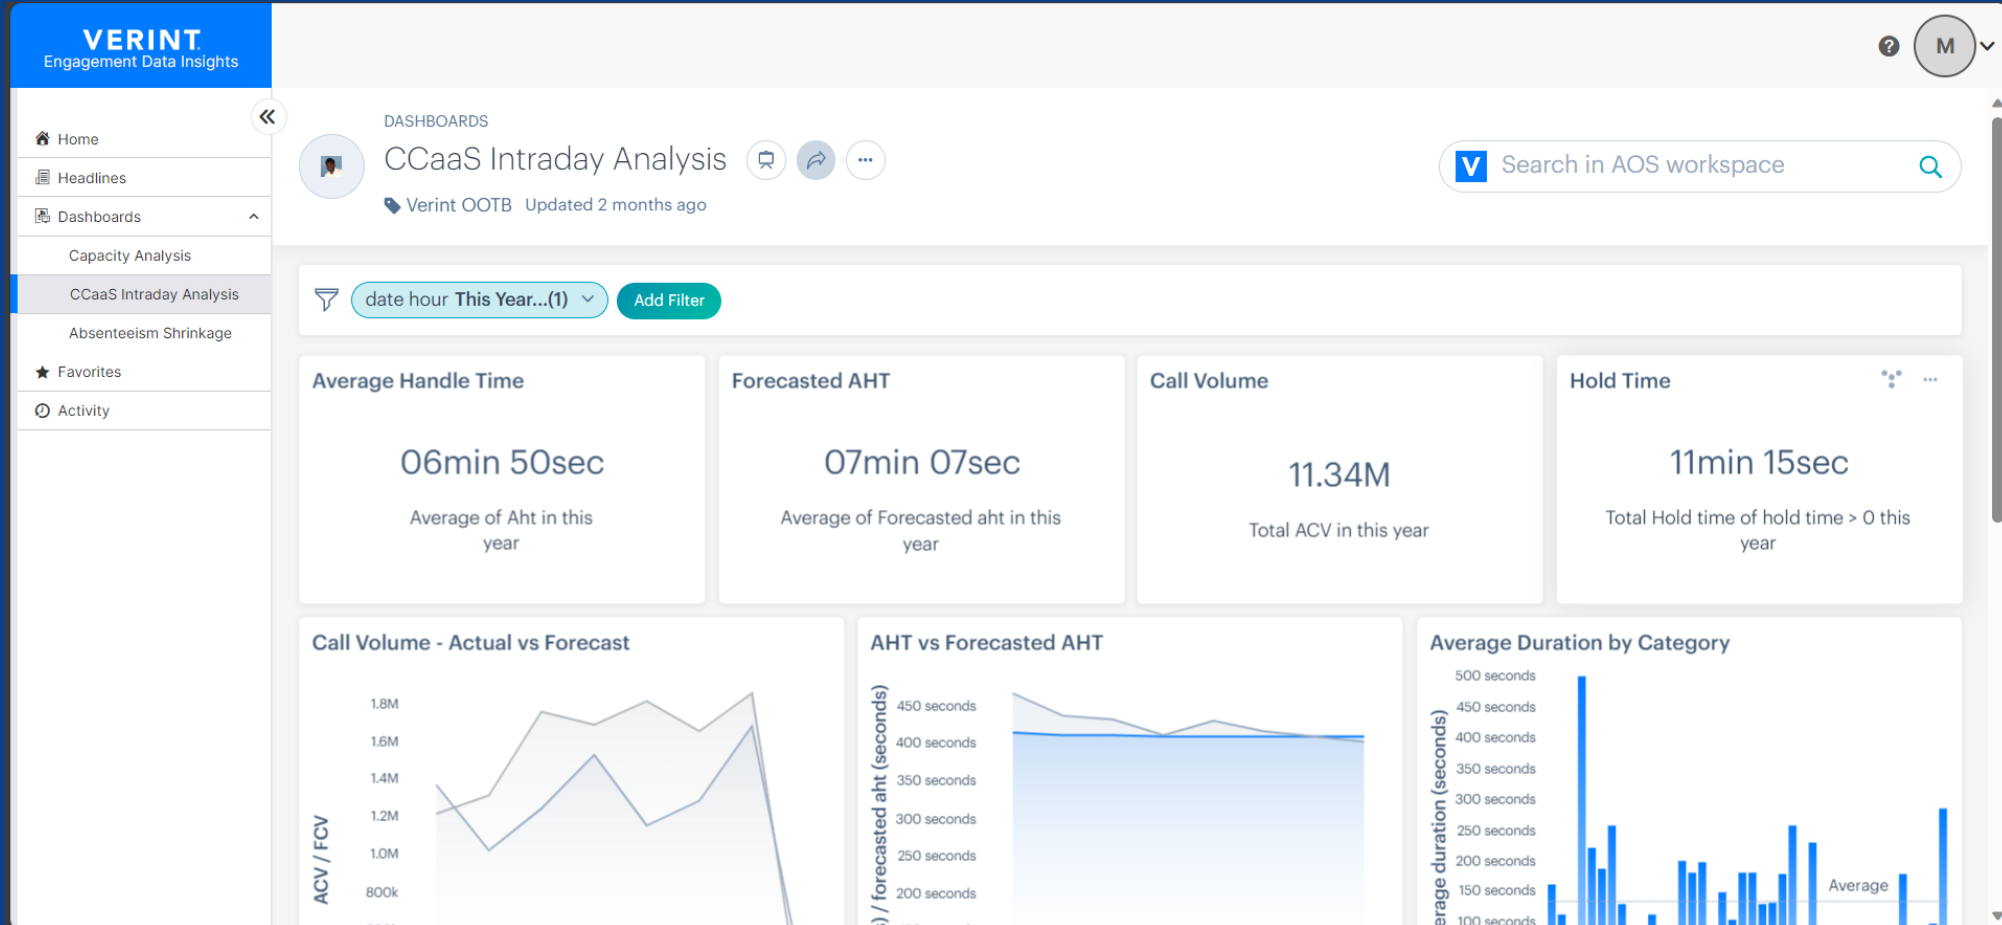 VERINT.
Engagement Data Insights
M
Home
Headlines
Dashboards
Capacity Analysis
CCaaS Intraday Analysis
Absenteeism Shrinkage
Favorites
Activity
DASHBOARDS
CCaaS Intraday Analysis
Verint OOTB Updated 2 months ago
V Search in AOS workspace
date hour This Year...(1)
Add Filter
Average Handle Time
06min 50sec
Average of Aht in this
year
Forecasted AHT
07min 07sec
Average of Forecasted aht in this
year
Call Volume
11.34M
Total ACV in this year
Hold Time
11min 15sec
Total Hold time of hold time > 0 this
year
Call Volume - Actual vs Forecast
ACV / FCV
1.8M
1.6M
1.4M
1.2M
1.0M
800k
AHT vs Forecasted AHT
) / forecasted aht (seconds)
450 seconds
400 seconds
350 seconds
300 seconds
250 seconds
200 seconds
Average Duration by Category
erage duration (seconds)
500 seconds
450 seconds
400 seconds
350 seconds
300 seconds
250 seconds
200 seconds
150 seconds
100 seconds
Average